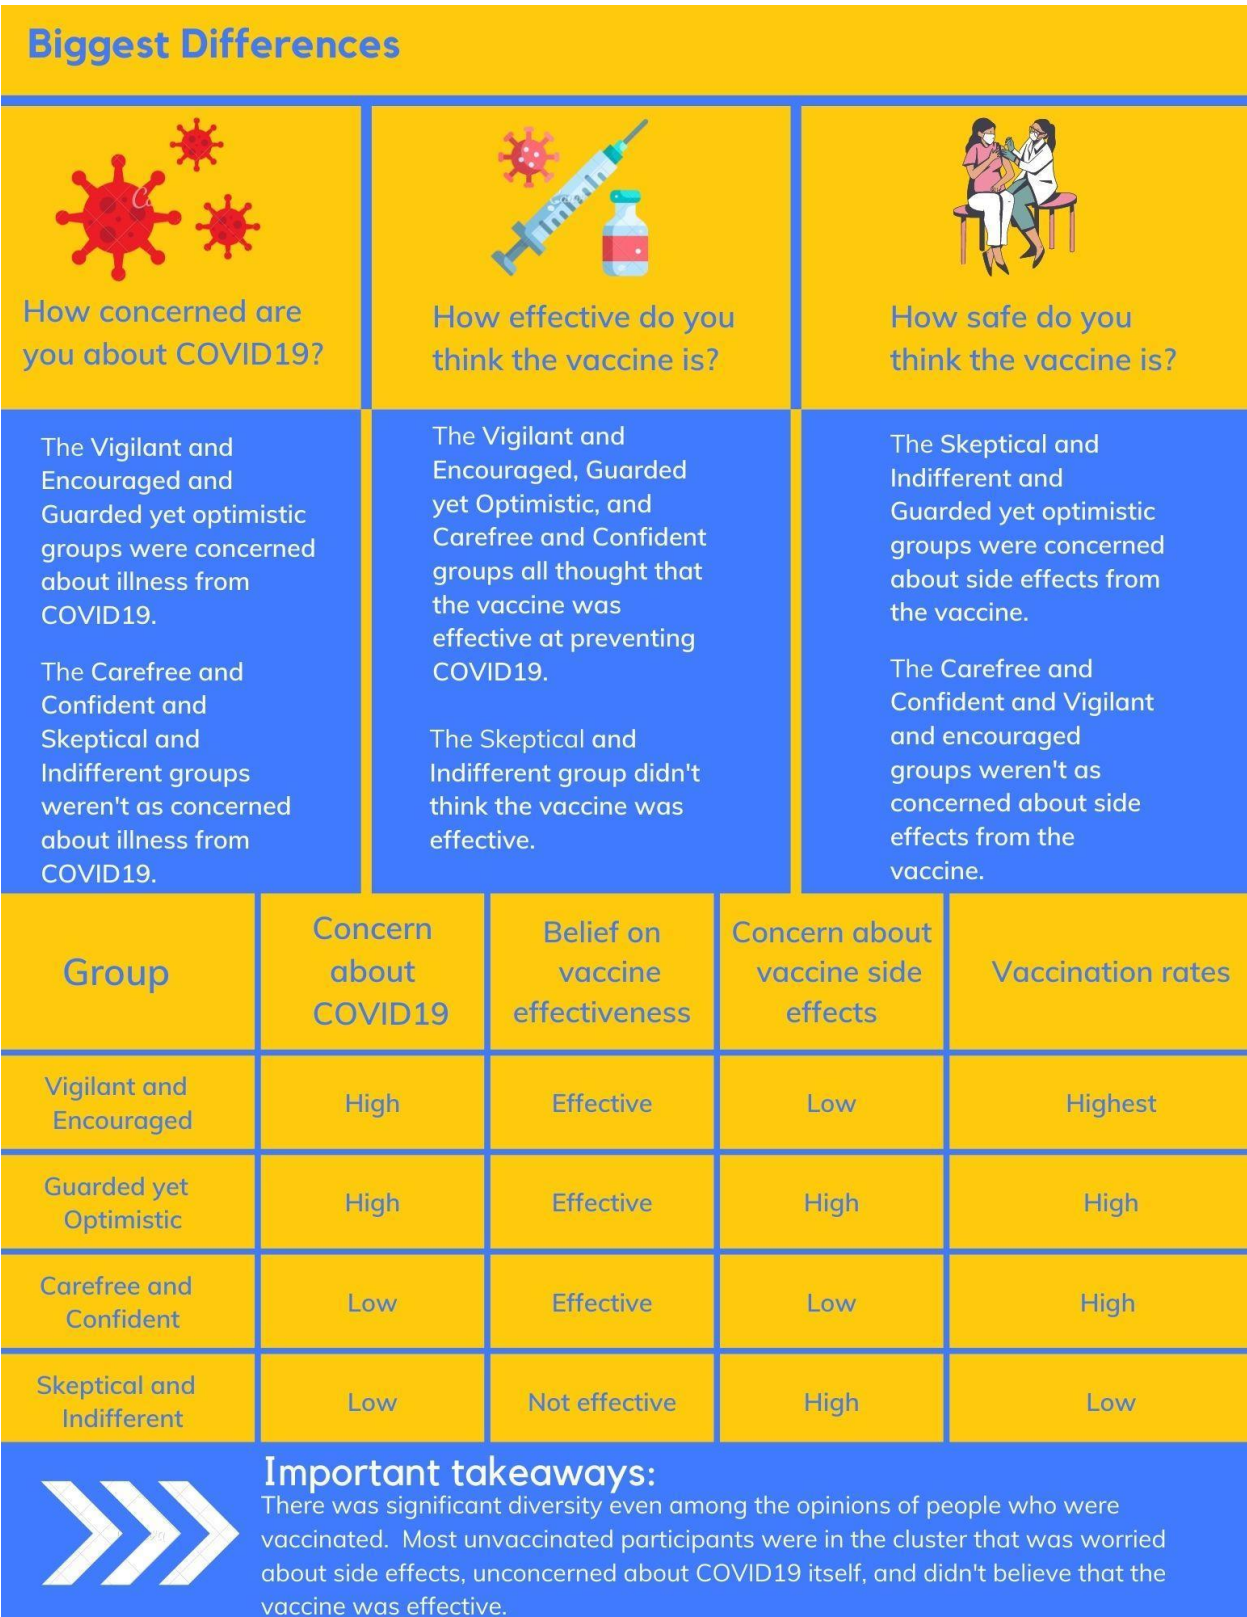 Biggest Differences
How concerned are
you about COVID19?
How effective do you
think the vaccine is?
How safe do you
think the vaccine is?
The Vigilant and
Encouraged and
Guarded yet optimistic
groups were concerned
about illness from
COVID19.
The Carefree and
Confident and
Skeptical and
Indifferent groups
weren't as concerned
about illness from
COVID19.
The Vigilant and
Encouraged, Guarded
yet Optimistic, and
Carefree and Confident
groups all thought that
the vaccine was
effective at preventing
COVID19.
The Skeptical and
Indifferent group didn't
think the vaccine was
effective.
The Skeptical and
Indifferent and
Guarded yet optimistic
groups were concerned
about side effects from
the vaccine.
The Carefree and
Confident and Vigilant
and encouraged
groups weren't as
concerned about side
effects from the
vaccine.
Group
Concern
about
COVID19
Belief on
vaccine
effectiveness
Concern about
vaccine side
effects
Vaccination rates
Vigilant and
Encouraged
High
Effective
Low
Highest
Guarded yet
Optimistic
High
Effective
High
High
Carefree and
Confident
Low
Effective
Low
High
Skeptical and
Indifferent
Low
Not effective
High
Low
Important takeaways:
There was significant diversity even among the opinions of people who were
vaccinated.  Most unvaccinated participants were in the cluster that was worried
about side effects, unconcerned about COVID19 itself, and didn't believe that the
vaccine was effective.